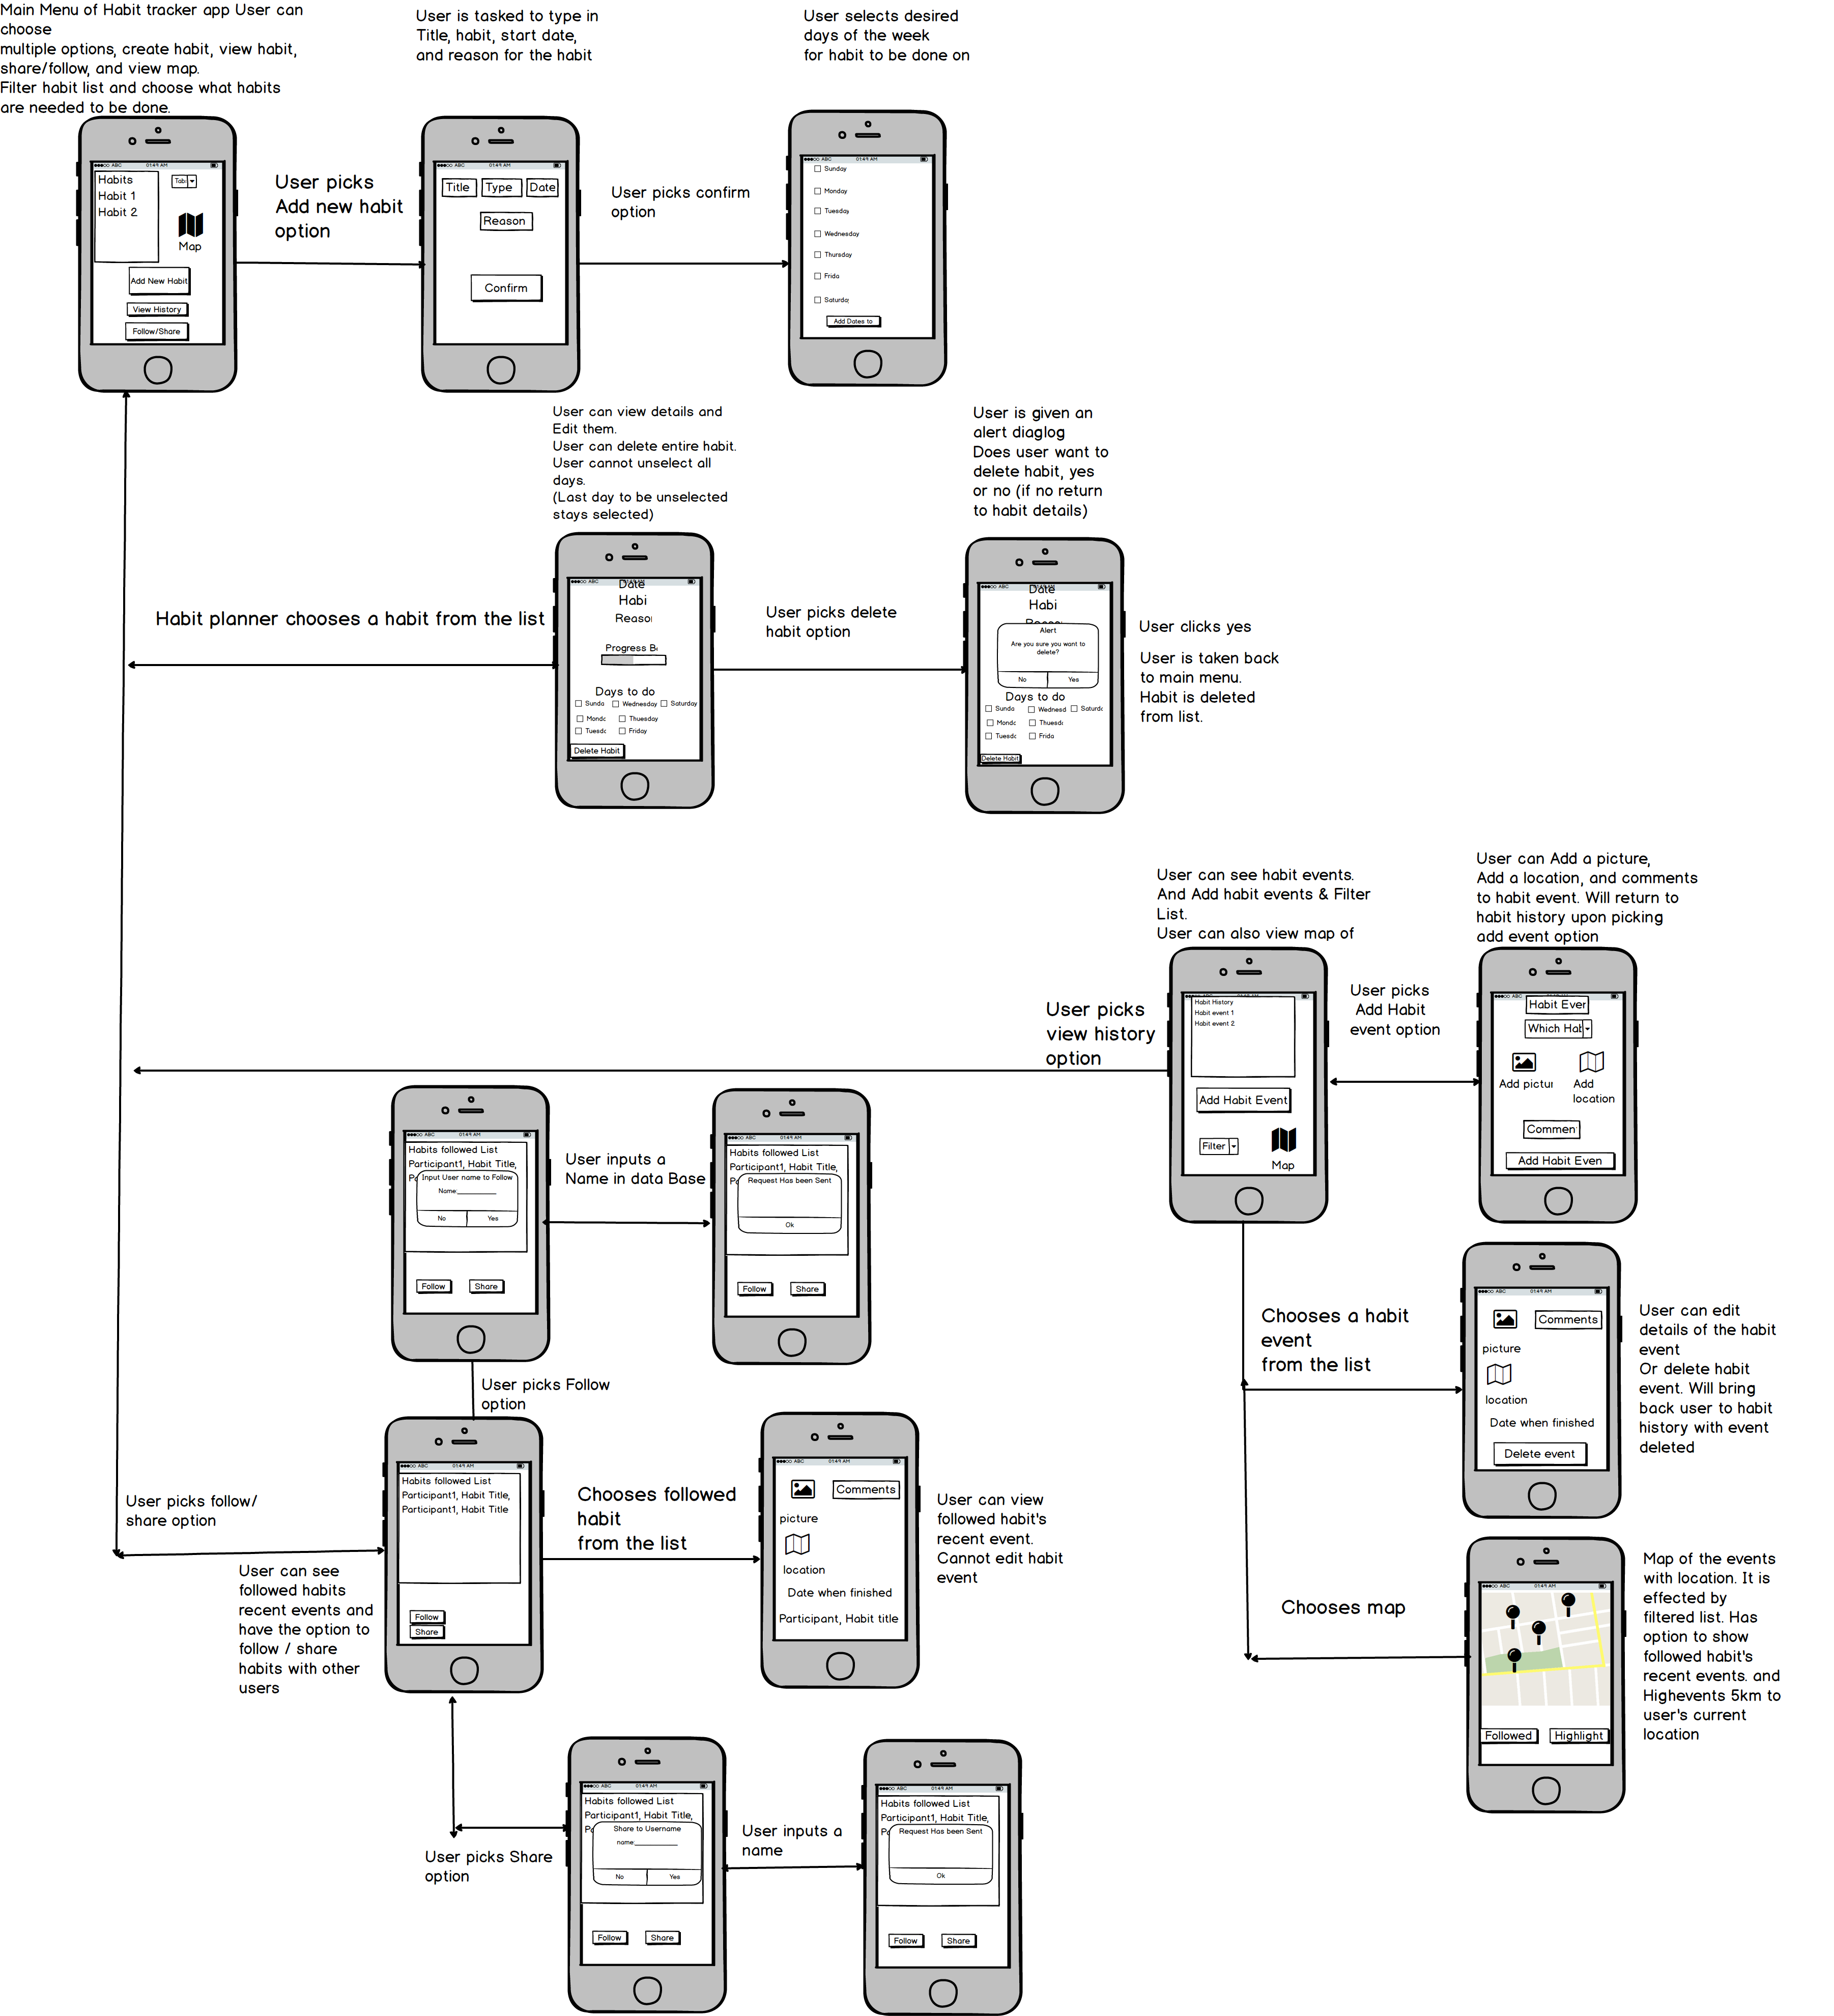 Main Menu of Habit tracker app User can
choose
multiple options, create habit, view habit,
share/follow, and view map.
Filter habit list and choose what habits
are needed to be done.
User is tasked to type in
Title, habit, start date,
and reason for the habit
User selects desired
days of the week
for habit to be done on
ABC 01:49 AM
Habits
Habit 1
Habit 2
Tab
Map
Add New Habit
View History
Follow/Share
User picks
Add new habit
option
ABC 01:49 AM
Title Type Date
Reason
Confirm
User picks confirm
option
ABC 01:49 AM
Sunday
Monday
Tuesday
Wednesday
Thursday
Frida
Saturday
Add Dates to
User can view details and
Edit them.
User can delete entire habit.
User cannot unselect all
days.
(Last day to be unselected
stays selected)
User is given an
alert diaglog
Does user want to
delete habit, yes
or no (if no return
to habit details)
Habit planner chooses a habit from the list
ABC
Date
Habi
Reaso
Progress B
Days to do
Sunda Wednesday Saturday
Monda Thuesday
Tuesda Friday
Delete Habit
User picks delete
habit option
ABC
Date
Habi
Alert
Are you sure you want to
delete?
No Yes
Days to do
Sunda Wednesd Saturda
Monda Thuesd
Tuesda Frida
Delete Habit
User clicks yes
User is taken back
to main menu.
Habit is deleted
from list.
User can see habit events.
And Add habit events & Filter
List.
User can also view map of
User can Add a picture,
Add a location, and comments
to habit event. Will return to
habit history upon picking
add event option
User picks
view history
option
Habit History
Habit event 1
Habit event 2
Add Habit Event
Filter
Map
User picks
Add Habit
event option
ABC
Habit Ever
Which Hab
Add pictur
Add
location
Commen
Add Habit Even
ABC 01:49 AM
Habits followed List
Participant1, Habit Title,
Pa
Input User name to Follow
Name:
No Yes
Follow Share
User inputs a
Name in data Base
ABC 01:49 AM
Habits followed List
Participant1, Habit Title,
Pa
Request Has been Sent
Ok
Follow Share
Chooses a habit
event
from the list
ABC 01:49 AM
Comments
picture
location
Date when finished
Delete event
User can edit
details of the habit
event
Or delete habit
event. Will bring
back user to habit
history with event
deleted
User picks Follow
option
User picks follow/
share option
User can see
followed habits
recent events and
have the option to
follow / share
habits with other
users
ABC 01:49 AM
Habits followed List
Participant1, Habit Title,
Participant1, Habit Title
Follow
Share
Chooses followed
habit
from the list
ABC 01:49 AM
Comments
picture
location
Date when finished
Participant, Habit title
User can view
followed habit's
recent event.
Cannot edit habit
event
Chooses map
ABC 01:49 AM
Followed Highlight
Map of the events
with location. It is
effected by
filtered list. Has
option to show
followed habit's
recent events. and
Highevents 5km to
user's current
location
User picks Share
option
ABC 01:49 AM
Habits followed List
Participant1, Habit Title,
Pa
Share to Username
name:
No Yes
Follow Share
User inputs a
name
ABC 01:49 AM
Habits followed List
Participant1, Habit Title,
Pa
Request Has been Sent
Ok
Follow Share